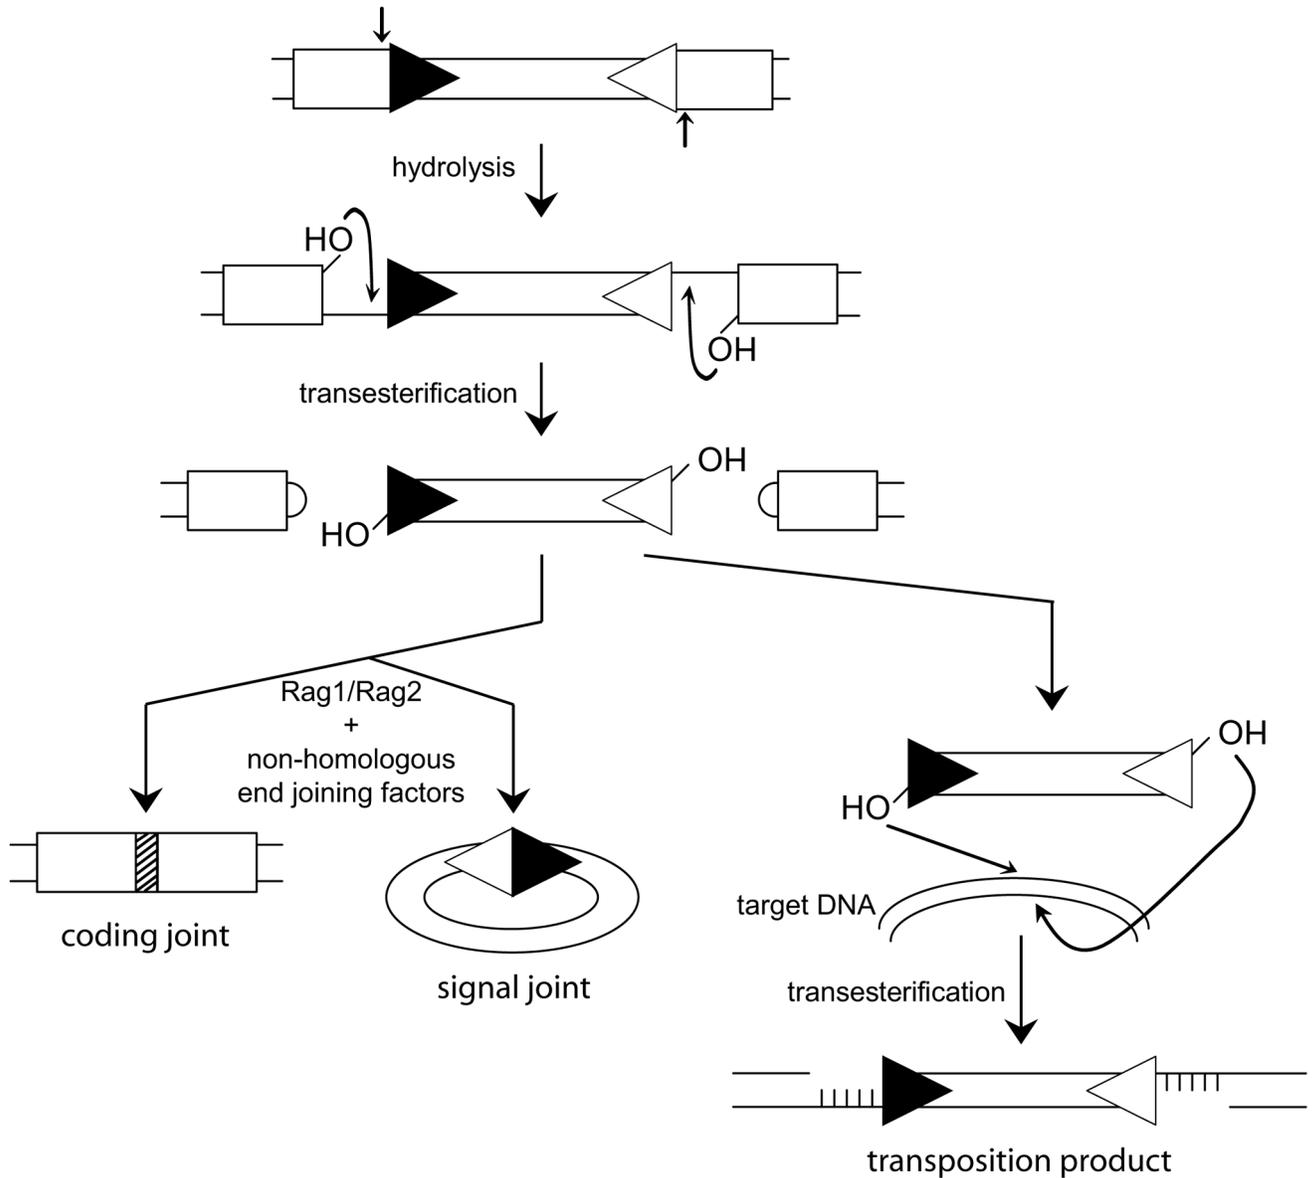 hydrolysis
HO
OH
transesterification
OH
HO
Rag1/Rag2
+
non-homologous
end joining factors
OH
HO
coding joint
target DNA
signal joint
transesterification
transposition product